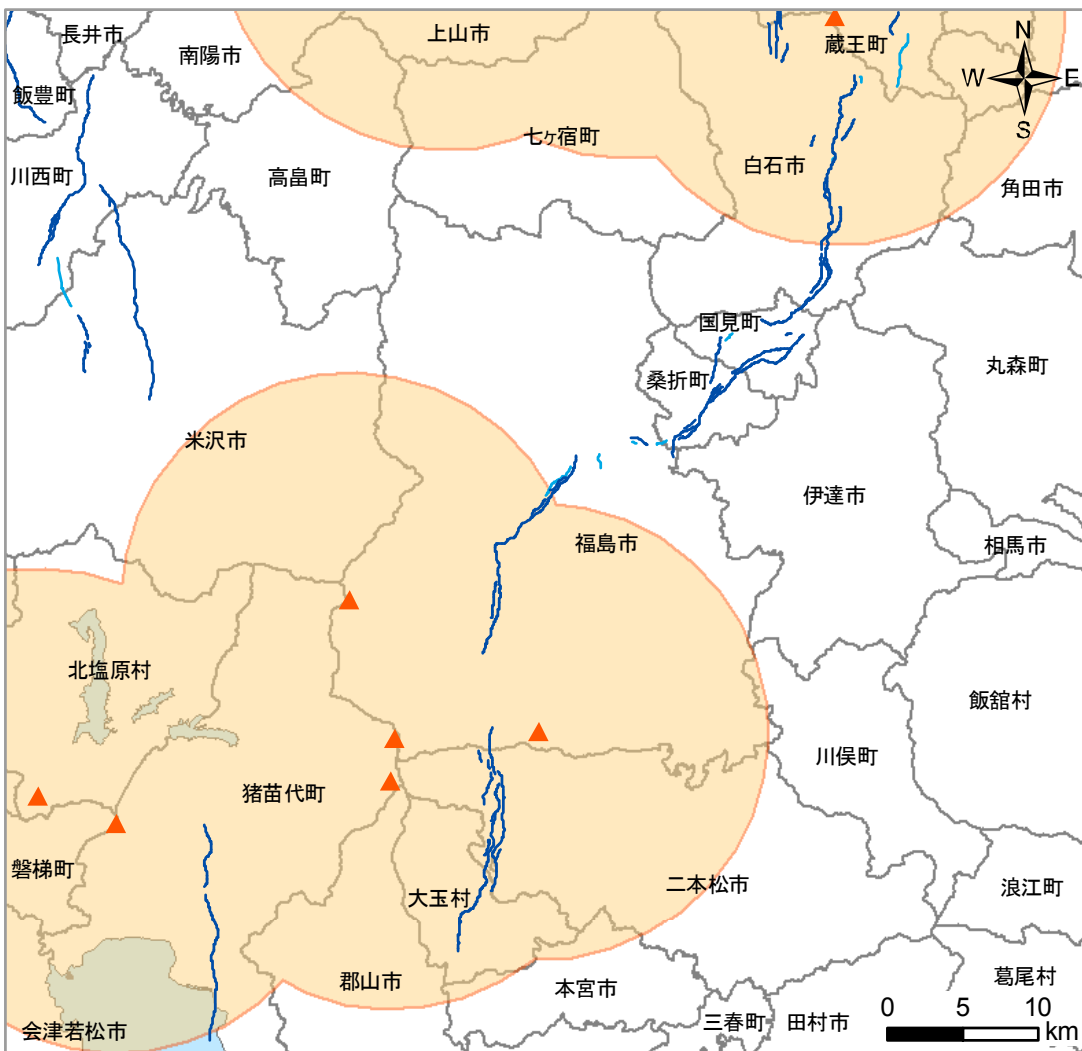 長井市
南陽市
上山市
蔵王町
N
W
E
S
飯豊町
川西町
高畠町
七ヶ宿町
白石市
角田市
国見町
桑折町
丸森町
米沢市
伊達市
福島市
相馬市
北塩原村
飯舘村
川俣町
猪苗代町
磐梯町
大玉村
二本松市
浪江町
郡山市
本宮市
葛尾村
会津若松市
三春町
田村市
0 5 10
km